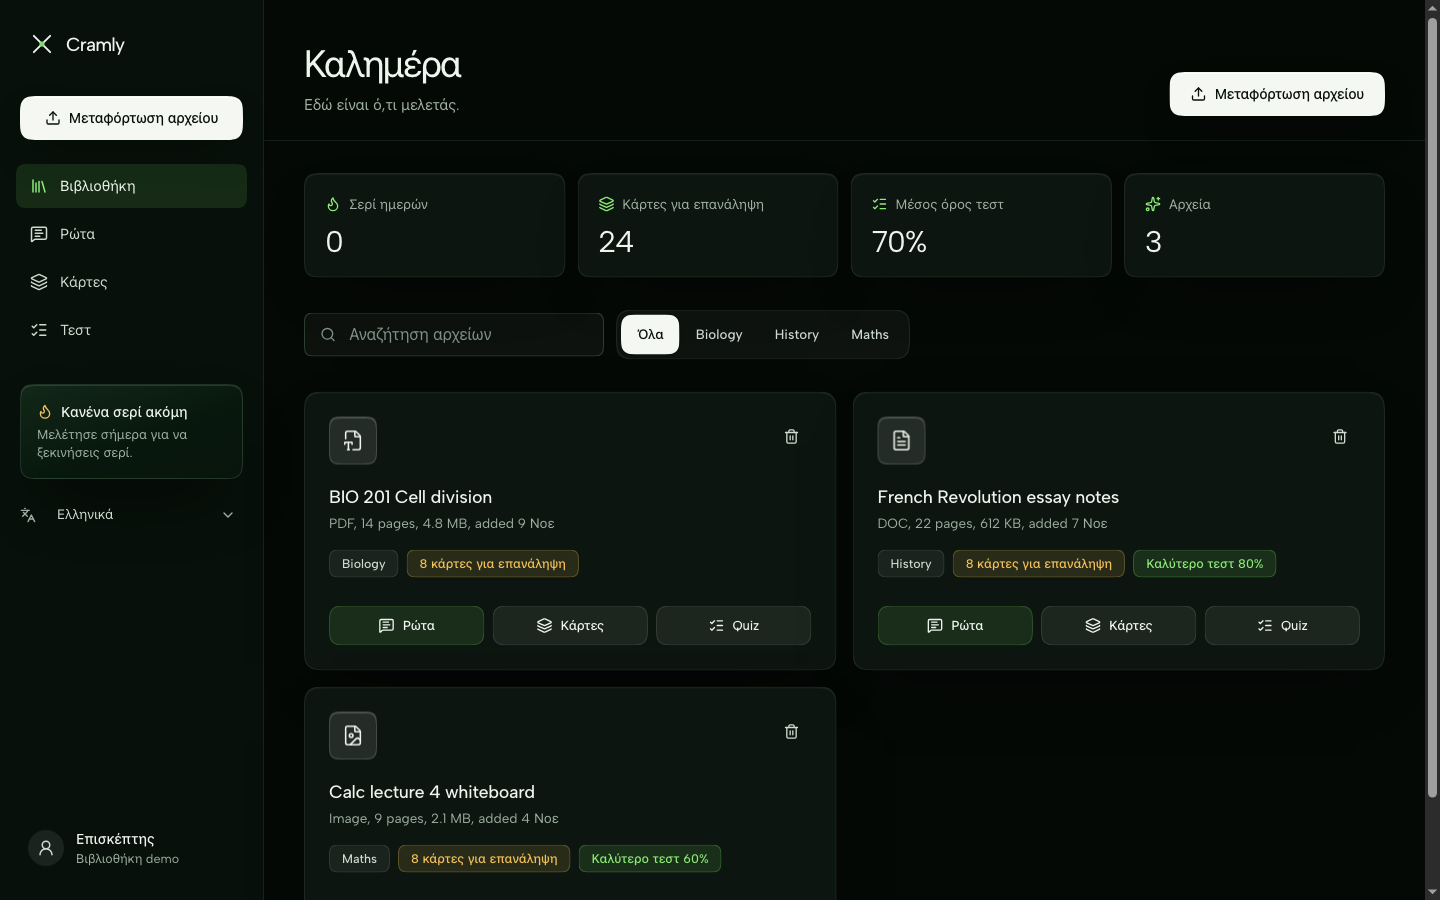 Cramly
Μεταφόρτωση αρχείου
Βιβλιοθήκη
Ρώτα
Κάρτες
Τεστ
Κανένα σερί ακόμη
Μελέτησε σήμερα για να
ξεκινήσεις σερί.
Ελληνικά
Επισκέπτης
Βιβλιοθήκη demo
Καλημέρα
Εδώ είναι ό,τι μελετάς.
Μεταφόρτωση αρχείου
Σερί ημερών
0
Κάρτες για επανάληψη
24
Μέσος όρος τεστ
70%
Αρχεία
3
Αναζήτηση αρχείων
Όλα Biology History Maths
BIO 201 Cell division
PDF, 14 pages, 4.8 MB, added 9 Νοε
Biology 8 κάρτες για επανάληψη
Ρώτα Κάρτες Quiz
French Revolution essay notes
DOC, 22 pages, 612 KB, added 7 Νοε
History 8 κάρτες για επανάληψη Καλύτερο τεστ 80%
Ρώτα Κάρτες Quiz
Calc lecture 4 whiteboard
Image, 9 pages, 2.1 MB, added 4 Νοε
Maths 8 κάρτες για επανάληψη Καλύτερο τεστ 60%